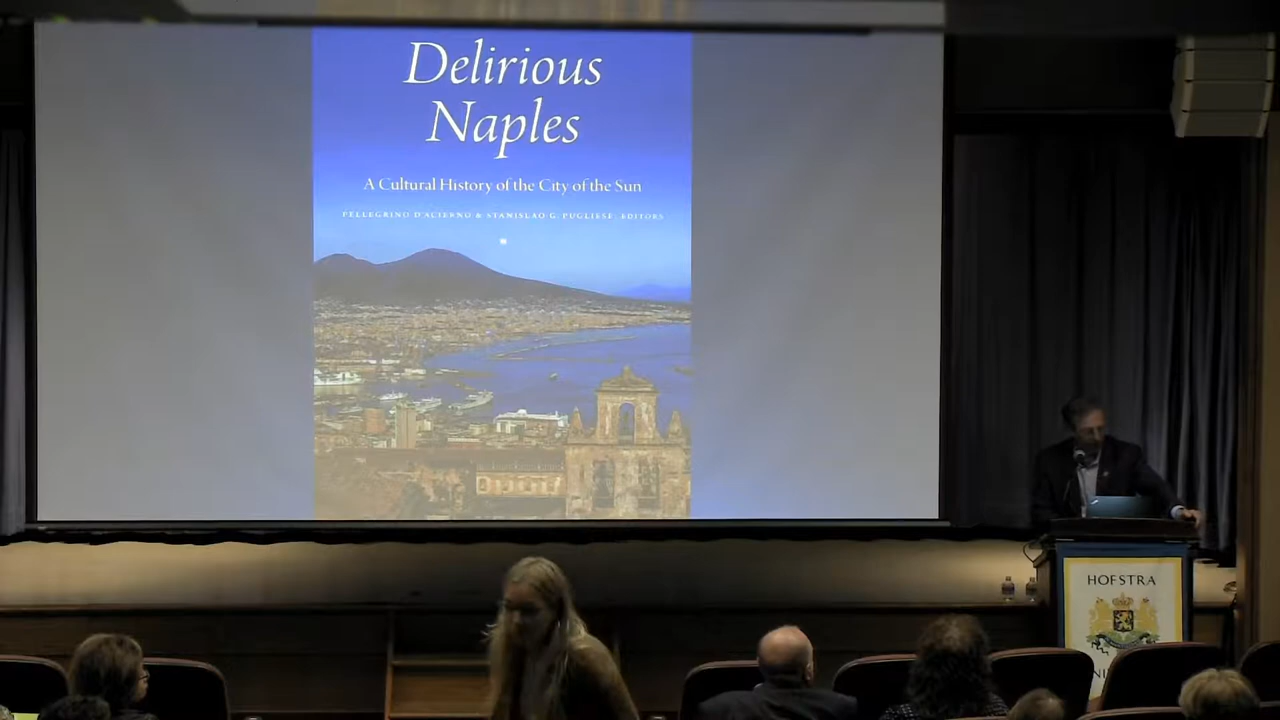 Delirious
Naples
A Cultural History of the City of the Sun
PELLEGRINO D'ACIERNO & STANISLAO G. PUGLIESE, EDITORS
HOFSTRA